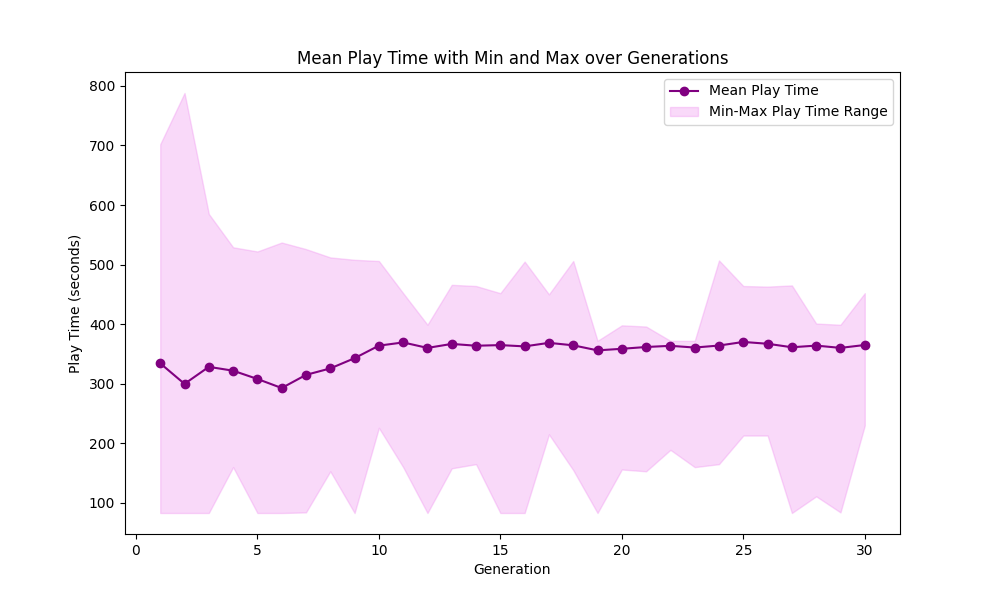 Mean Play Time with Min and Max over Generations
Mean Play Time
Min-Max Play Time Range
Play Time (seconds)
800
700
600
500
400
300
200
100
0 5 10 15 20 25 30
Generation